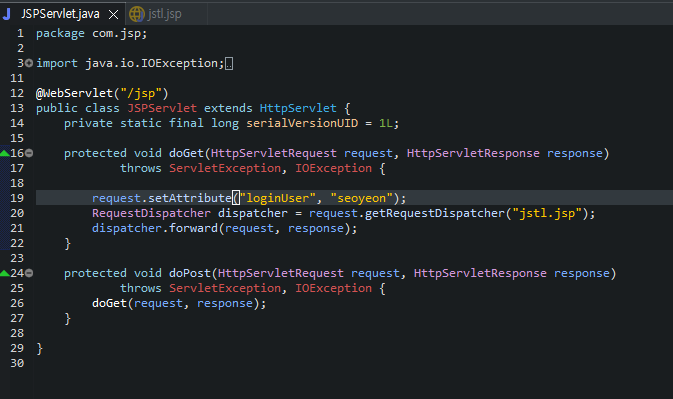 JSPServlet.java
jstl.jsp
1 package com.jsp;
2
3 import java.io.IOException;
11
12 @WebServlet("/jsp")
13 public class JSPServlet extends HttpServlet {
14 private static final long serialVersionUID = 1L;
15
16 protected void doGet(HttpServletRequest request, HttpServletResponse response)
17 throws ServletException, IOException {
18
19 request.setAttribute("loginUser", "seoyeon");
20 RequestDispatcher dispatcher = request.getRequestDispatcher("jstl.jsp");
21 dispatcher.forward(request, response);
22 }
23
24 protected void doPost(HttpServletRequest request, HttpServletResponse response)
25 throws ServletException, IOException {
26 doGet(request, response);
27 }
28
29 }
30